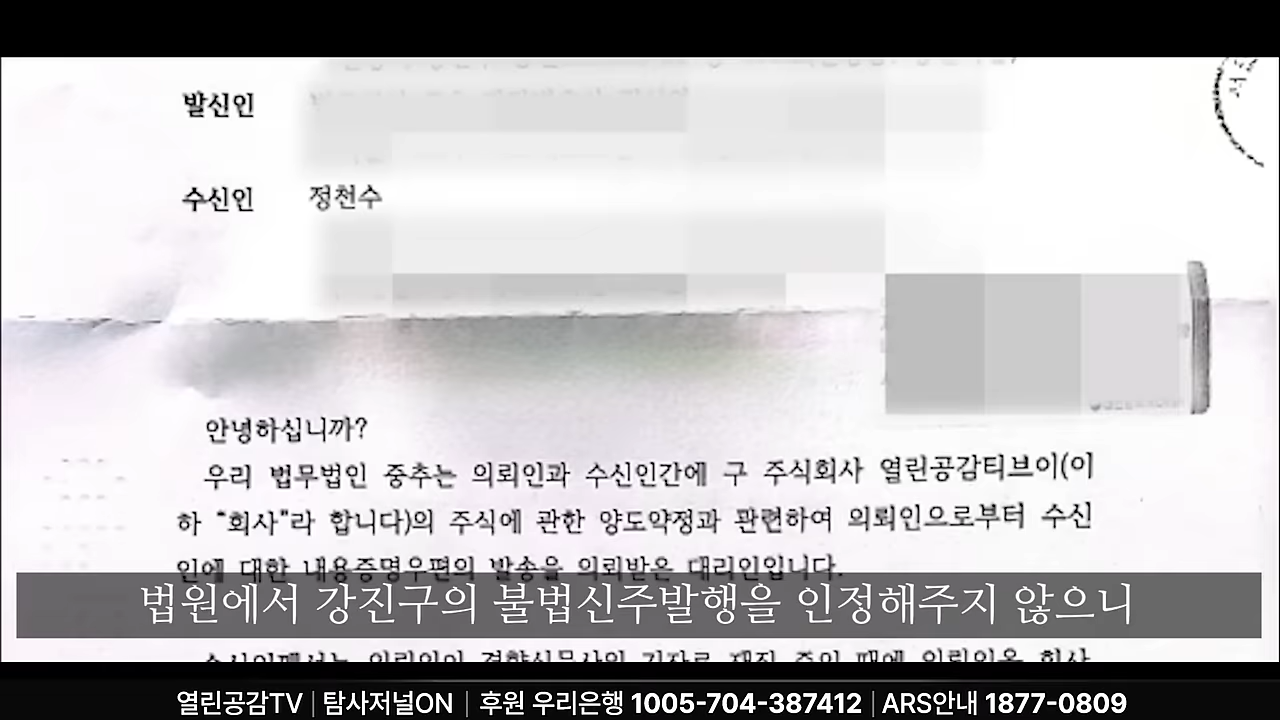 발신인
수신인 정천수
안녕하십니까?
우리 법무법인 중추는 의뢰인과 수신인간에 구 주식회사 열린공감티브이(이
하 “회사”라 합니다)의 주식에 관한 양도약정과 관련하여 의뢰인으로부터 수신
인에 대한 내용증명우편의 발송을 의뢰받은 대리인입니다.
법원에서 강진구의 불법신주발행을 인정해주지 않으니
열린공감TV | 탐사저널ON | 후원 우리은행 1005-704-387412 | ARS안내 1877-0809